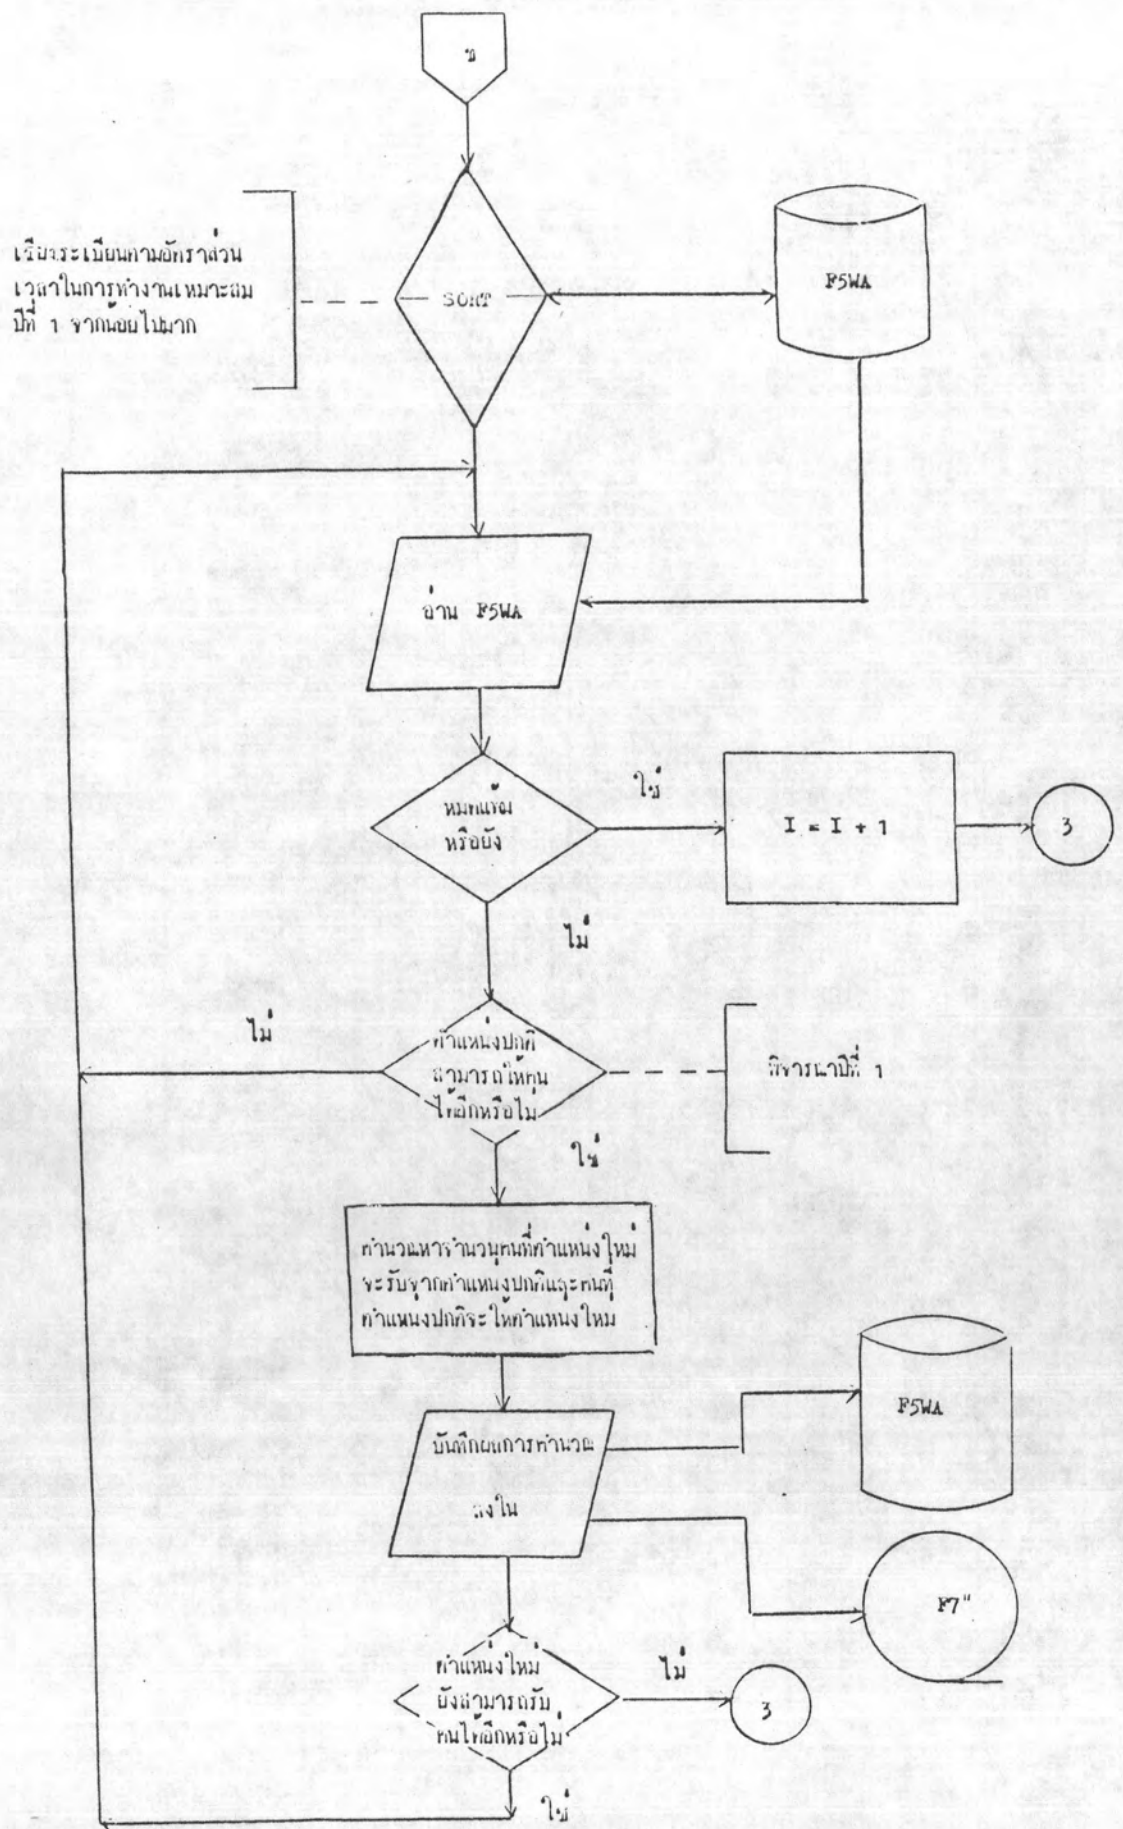 ข
เรียงระเบียนตามอัตราส่วน
เวลาในการทำงานเหมาะสม
ปีที่ 1 จากน้อยไปมาก
SORT
F5WA
อ่าน F5WA
หมดแฟ้ม
หรือยัง
ใช่
I = I + 1
3
ไม่
ไม่
ตำแหน่งปกติ
สามารถให้คน
ได้อีกหรือไม่
พิจารณาปีที่ 1
ใช่
คำนวณหาจำนวนคนที่ตำแหน่งใหม่
จะรับจากตำแหน่งปกติและคนที่
ตำแหน่งปกติจะให้ตำแหน่งใหม่
F5WA
บันทึกผลการคำนวณ
ลงใน
F7"
ตำแหน่งใหม่
ยังสามารถรับ
คนได้อีกหรือไม่
ไม่
3
ใช่